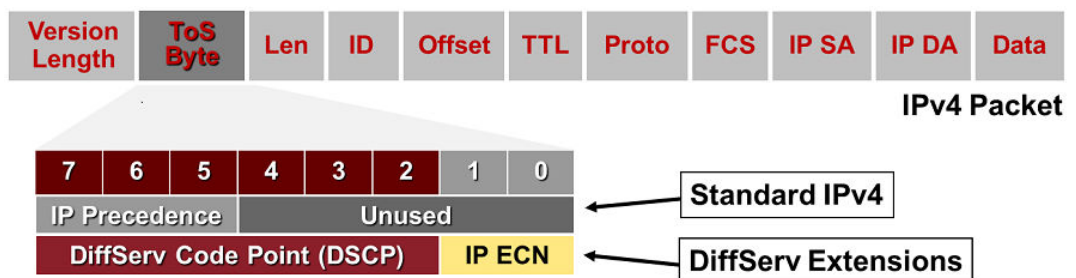 Version Length ToS Byte Len ID Offset TTL Proto FCS IP SA IP DA Data
IPv4 Packet
7 6 5 4 3 2 1 0
IP Precedence Unused
Standard IPv4
DiffServ Code Point (DSCP) IP ECN
DiffServ Extensions